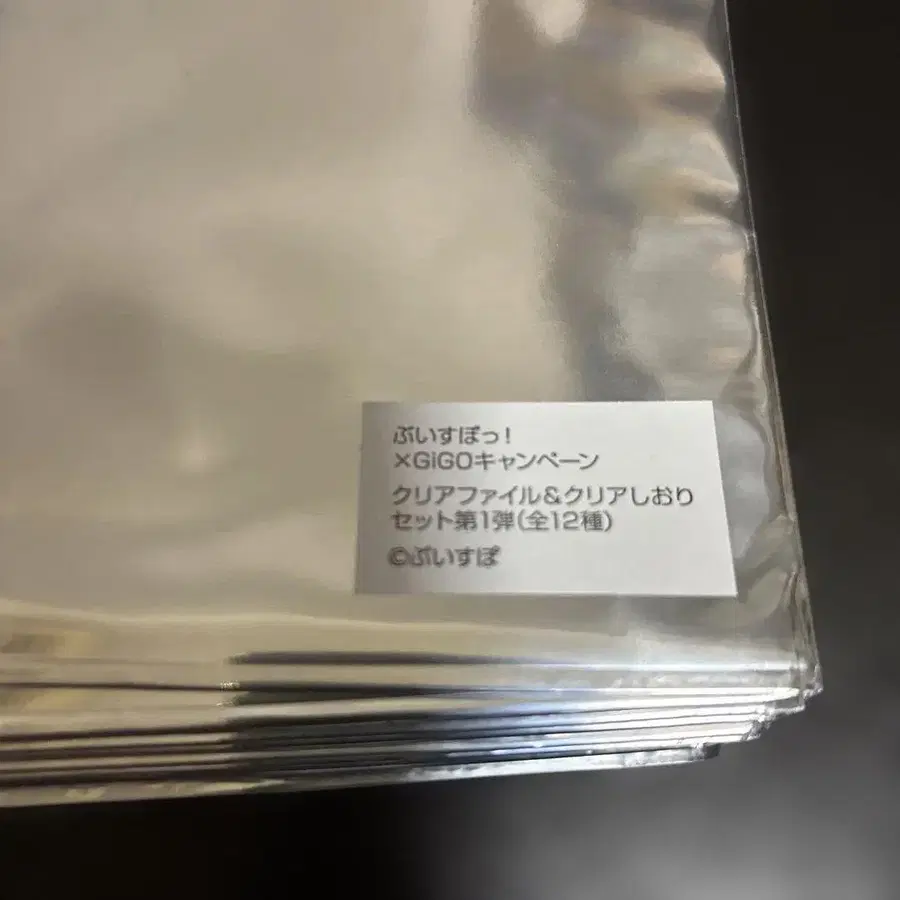 ぶいすぽっ!
×GiGOキャンペーン
クリアファイル&クリアしおり
セット第1弾(全12種)
©ぶいすぽ